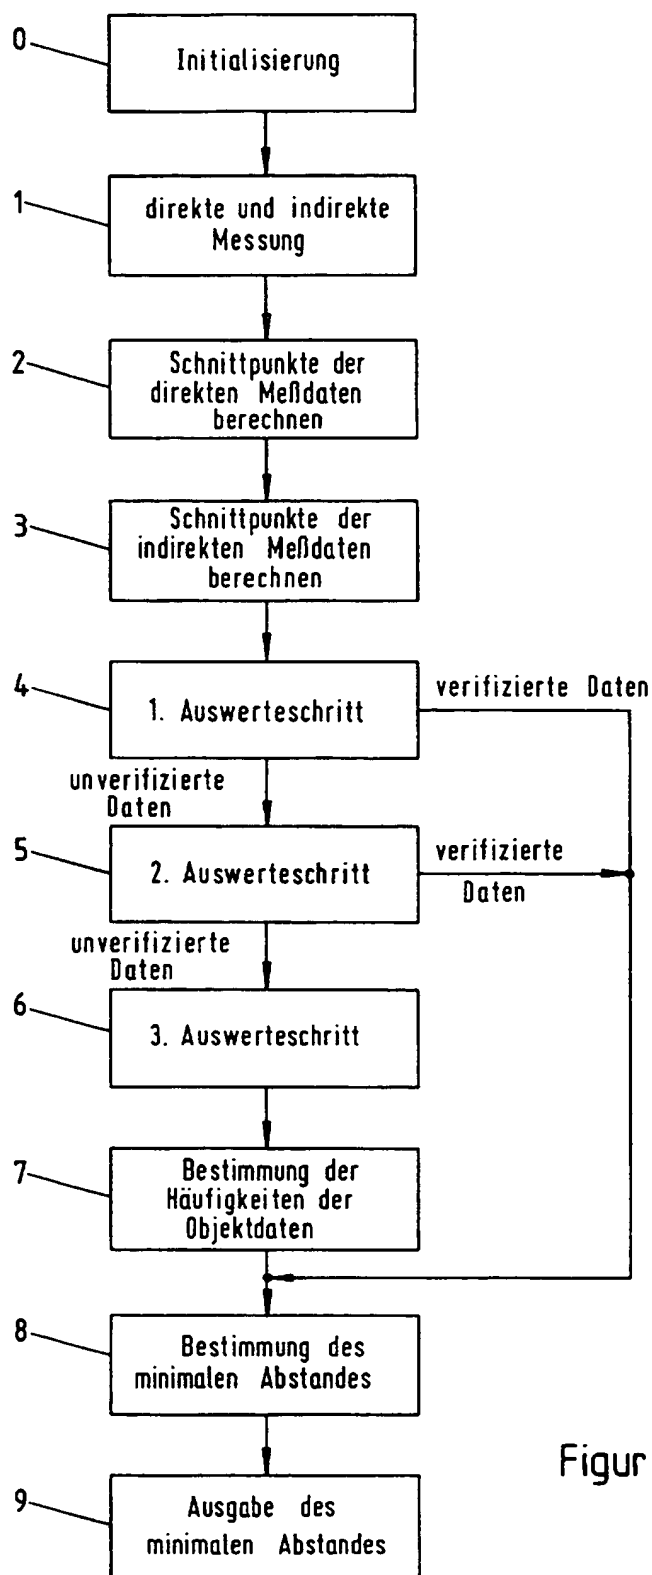 0
Initialisierung
1
direkte und indirekte
Messung
2
Schnittpunkte der
direkten Meßdaten
berechnen
3
Schnittpunkte der
indirekten Meßdaten
berechnen
4
1. Auswerteschritt
verifizierte Daten
unverifizierte
Daten
5
2. Auswerteschritt
verifizierte
Daten
unverifizierte
Daten
6
3. Auswerteschritt
7
Bestimmung der
Häufigkeiten der
Objektdaten
8
Bestimmung des
minimalen Abstandes
9
Ausgabe des
minimalen Abstandes
Figur